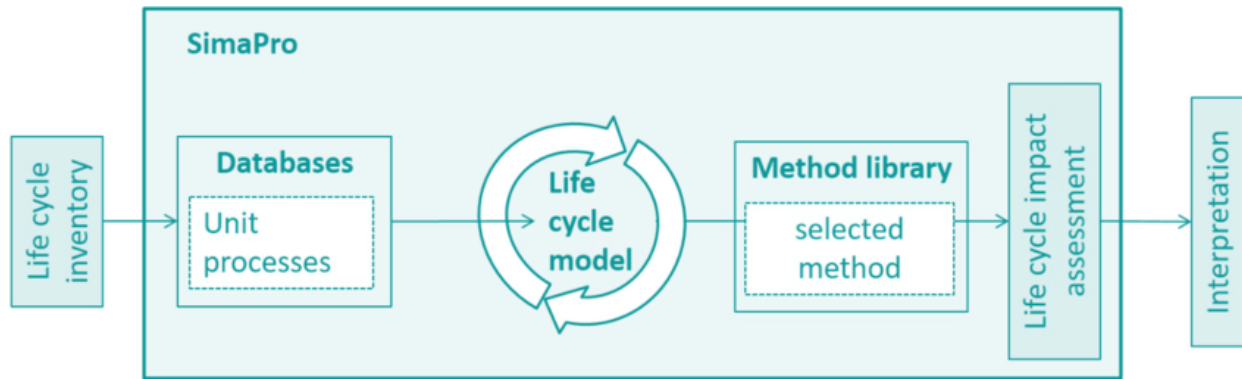 SimaPro
Life cycle
inventory
Databases
Unit
processes
Life
cycle
model
Method library
selected
method
Life cycle impact
assessment
Interpretation